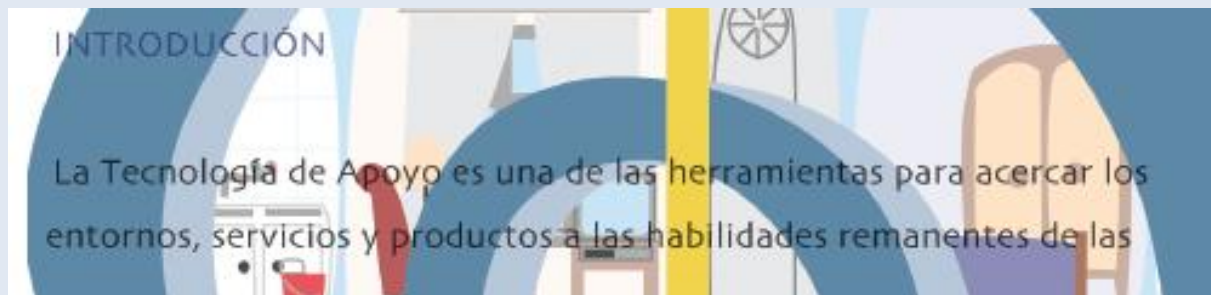 INTRODUCCIÓN
La Tecnología de Apoyo es una de las herramientas para acercar los
entornos, servicios y productos a las habilidades remanentes de las